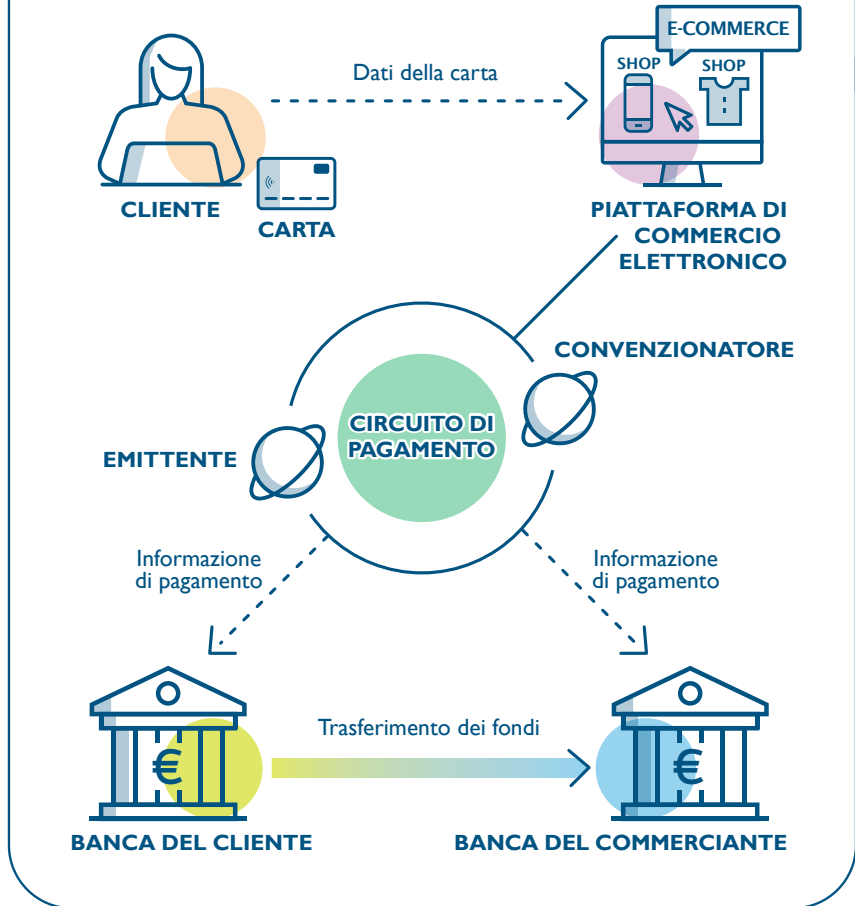 E-COMMERCE
SHOP
SHOP
Dati della carta
CLIENTE
CARTA
PIATTAFORMA DI
COMMERCIO
ELETTRONICO
CONVENZIONATORE
CIRCUITO DI
PAGAMENTO
EMITTENTE
Informazione
di pagamento
Informazione
di pagamento
€
Trasferimento dei fondi
€
BANCA DEL CLIENTE
BANCA DEL COMMERCIANTE